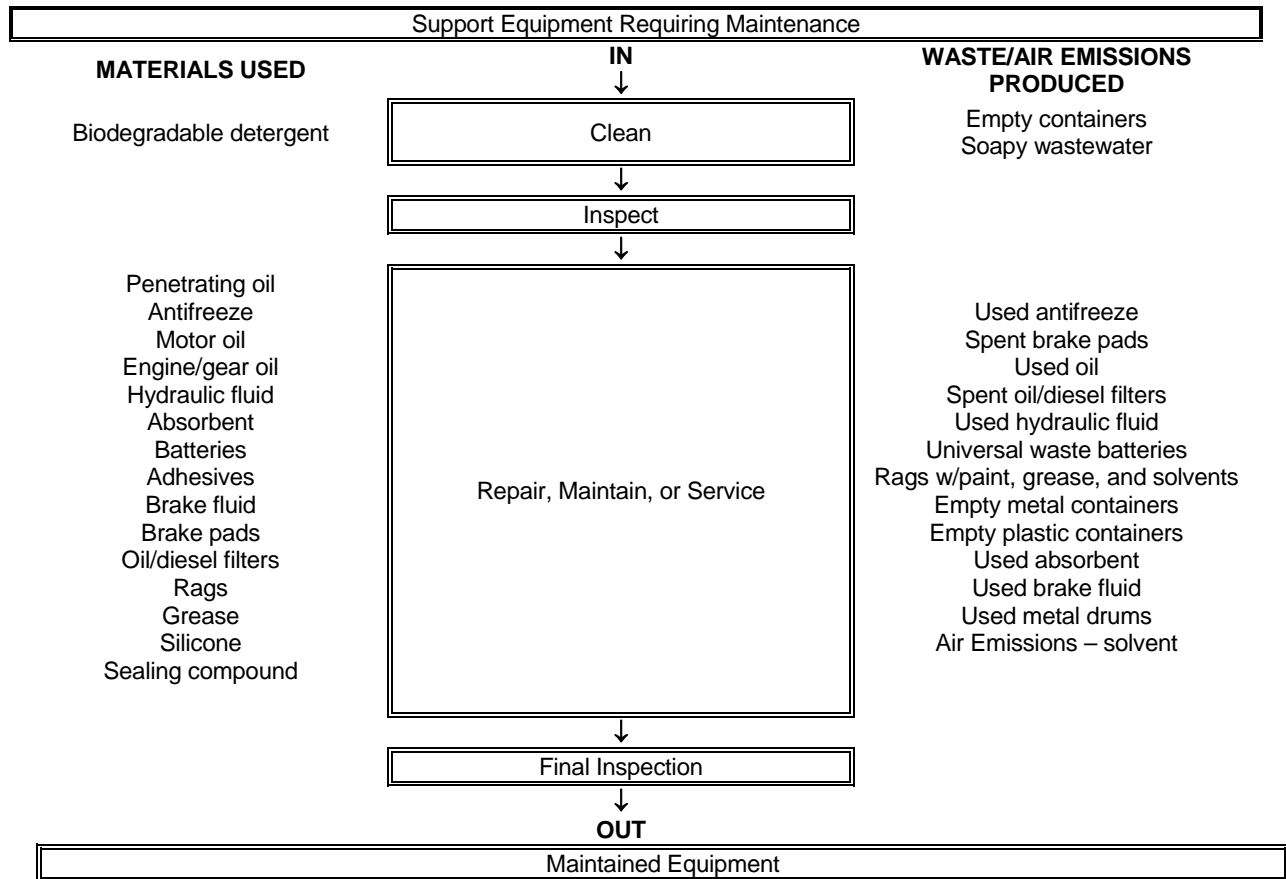 Support Equipment Requiring Maintenance
MATERIALS USED
IN
WASTE/AIR EMISSIONS
PRODUCED
Biodegradable detergent
Clean
Empty containers
Soapy wastewater
Inspect
Penetrating oil
Antifreeze
Motor oil
Engine/gear oil
Hydraulic fluid
Absorbent
Batteries
Adhesives
Brake fluid
Brake pads
Oil/diesel filters
Rags
Grease
Silicone
Sealing compound
Repair, Maintain, or Service
Used antifreeze
Spent brake pads
Used oil
Spent oil/diesel filters
Used hydraulic fluid
Universal waste batteries
Rags w/paint, grease, and solvents
Empty metal containers
Empty plastic containers
Used absorbent
Used brake fluid
Used metal drums
Air Emissions – solvent
Final Inspection
OUT
Maintained Equipment